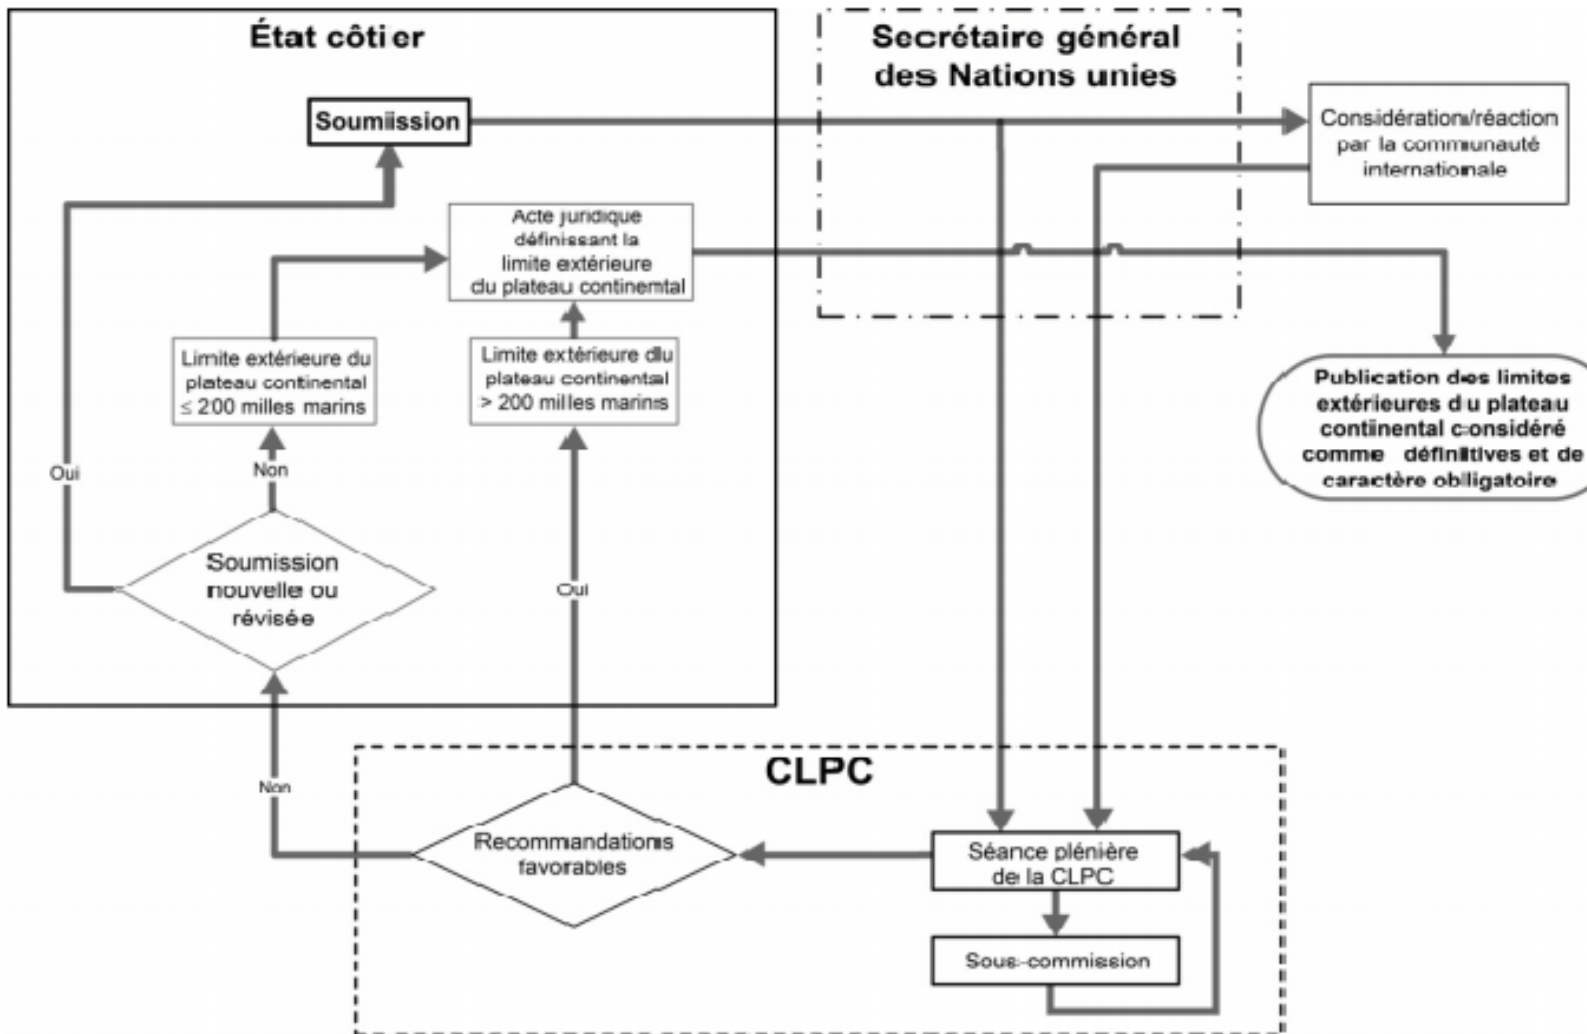 État côtier
Secrétaire général
des Nations unies
Soumission
Considération/réaction
par la communauté
internationale
Acte juridique
définissant la
limite extérieure
du plateau continental
Limite extérieure du
plateau continental
≤ 200 milles marins
Limite extérieure du
plateau continental
> 200 milles marins
Publication des limites
extérieures du plateau
continental considéré
comme définitives et de
caractère obligatoire
Oui
Non
Soumission
nouvelle ou
révisée
Oui
Non
CLPC
Recommandations
favorables
Séance plénière
de la CLPC
Sous-commission